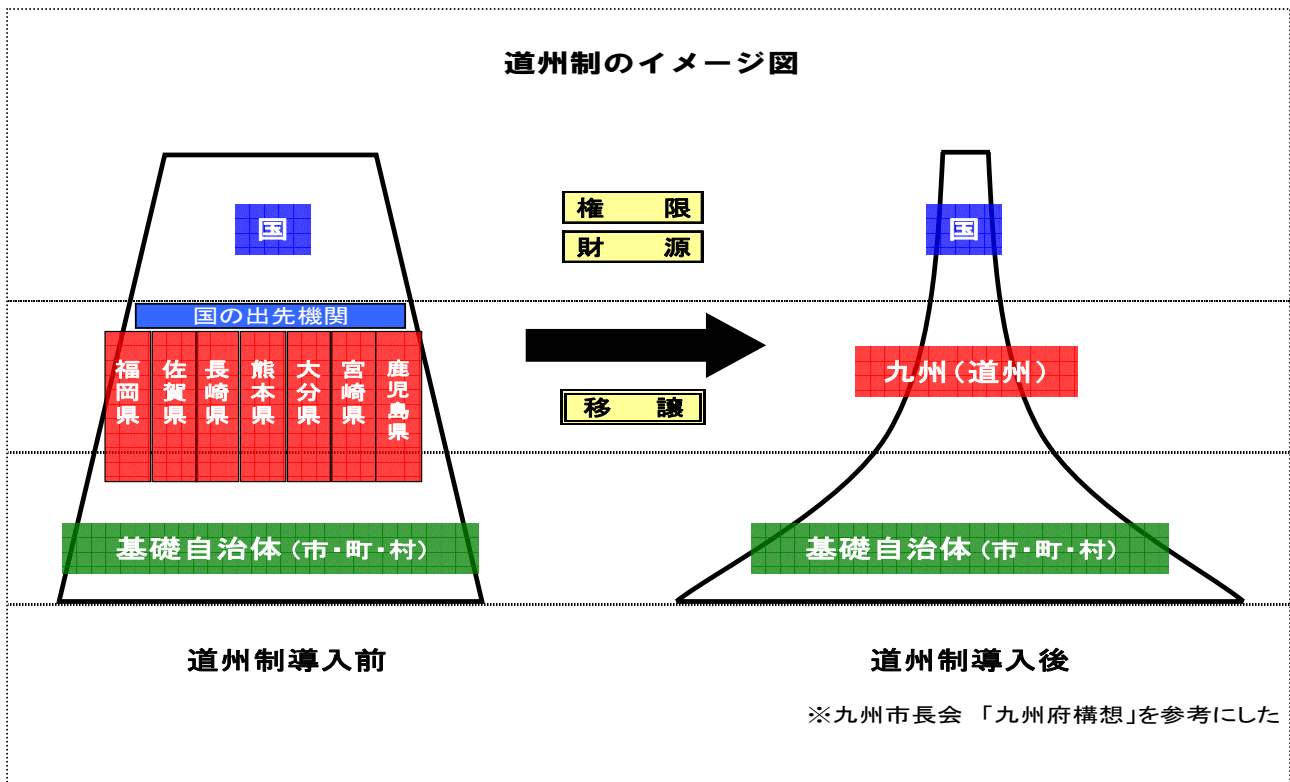 道州制のイメージ図
国
国の出先機関
福岡県
佐賀県
長崎県
熊本県
大分県
宮崎県
鹿児島県
基礎自治体(市・町・村)
道州制導入前
権 限
財 源
移 譲
国
九州(道州)
基礎自治体(市・町・村)
道州制導入後
※九州市長会 「九州府構想」を参考にした